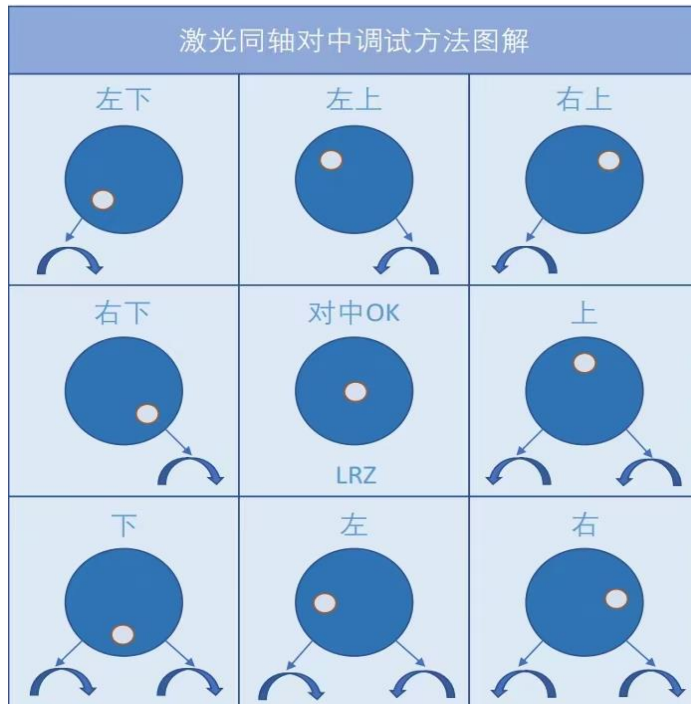 激光同轴对中调试方法图解
左下
左上
右上
右下
对中OK
上
LRZ
下
左
右